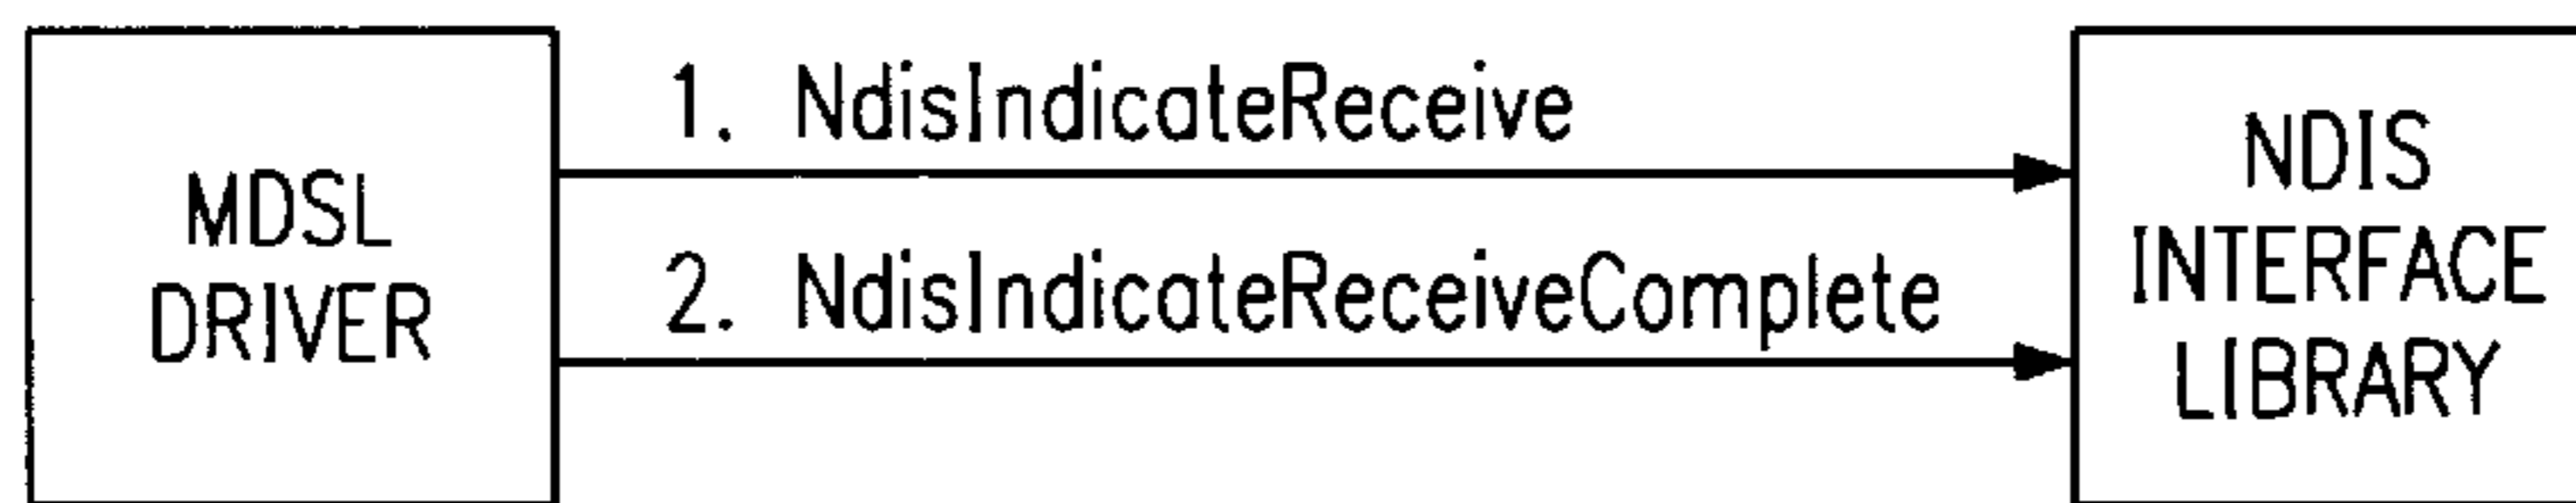 MDSL
DRIVER
1. NdisIndicateReceive
2. NdisIndicateReceiveComplete
NDIS
INTERFACE
LIBRARY